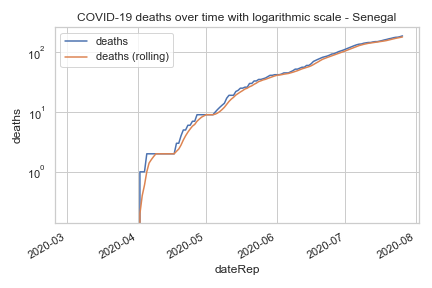 COVID-19 deaths over time with logarithmic scale - Senegal
deaths
deaths (rolling)
10²
10¹
10⁰
deaths
2020-03
2020-04
2020-05
2020-06
2020-07
2020-08
dateRep